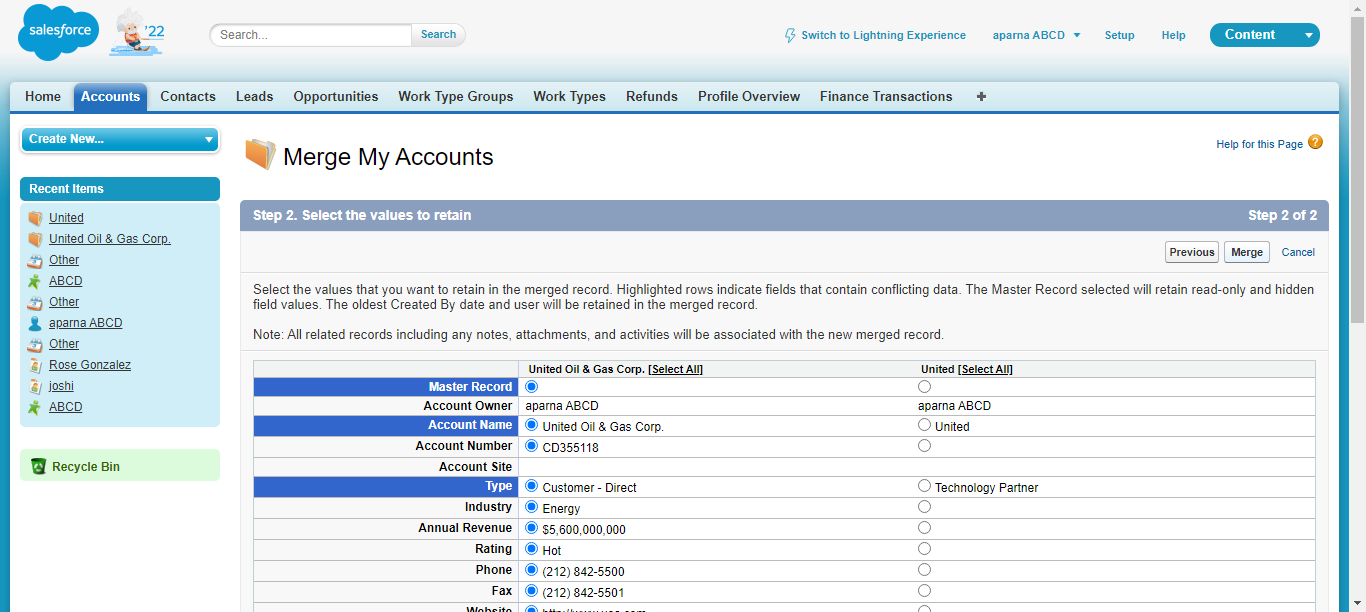 salesforce
'22
Search...
Search
Switch to Lightning Experience
aparna ABCD
Setup
Help
Content
Home Accounts Contacts Leads Opportunities Work Type Groups Work Types Refunds Profile Overview Finance Transactions +
Create New...
Recent Items
United
United Oil & Gas Corp.
Other
ABCD
Other
aparna ABCD
Other
Rose Gonzalez
joshi
ABCD
Recycle Bin
Merge My Accounts
Help for this Page ?
Step 2. Select the values to retain Step 2 of 2
Previous Merge Cancel
Select the values that you want to retain in the merged record. Highlighted rows indicate fields that contain conflicting data. The Master Record selected will retain read-only and hidden
field values. The oldest Created By date and user will be retained in the merged record.
Note: All related records including any notes, attachments, and activities will be associated with the new merged record.
United Oil & Gas Corp. [Select All] United [Select All]
Master Record
Account Owner aparna ABCD aparna ABCD
Account Name United Oil & Gas Corp. United
Account Number CD355118
Account Site
Type Customer - Direct Technology Partner
Industry Energy
Annual Revenue $5,600,000,000
Rating Hot
Phone (212) 842-5500
Fax (212) 842-5501
Website